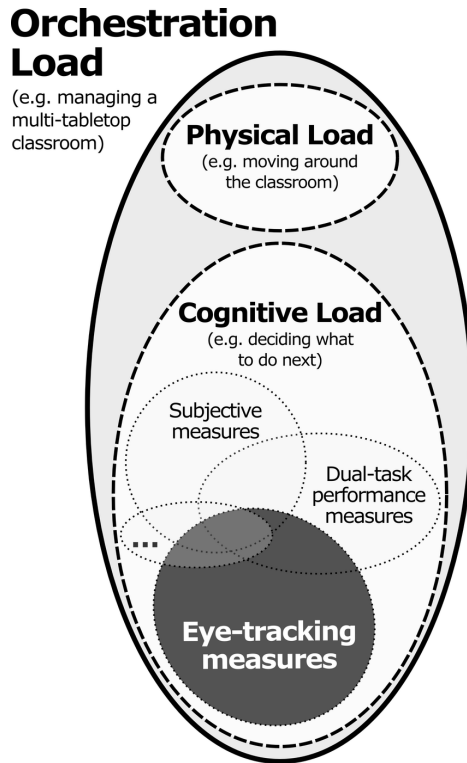 Orchestration
Load
(e.g. managing a
multi-tabletop
classroom)
Physical Load
(e.g. moving around
the classroom)
Cognitive Load
(e.g. deciding what
to do next)
Subjective
measures
Dual-task
performance
measures
...
Eye-tracking
measures